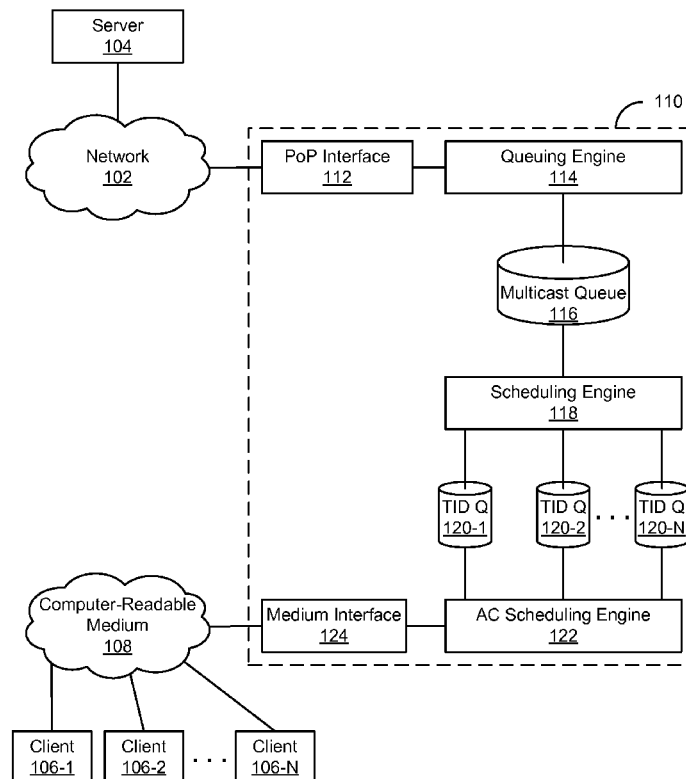 Server
104
110
Network
102
PoP Interface
112
Queuing Engine
114
Multicast Queue
116
Scheduling Engine
118
TID Q
120-1
TID Q
120-2
. . .
TID Q
120-N
Computer-Readable
Medium
108
Medium Interface
124
AC Scheduling Engine
122
Client
106-1
Client
106-2
. . .
Client
106-N